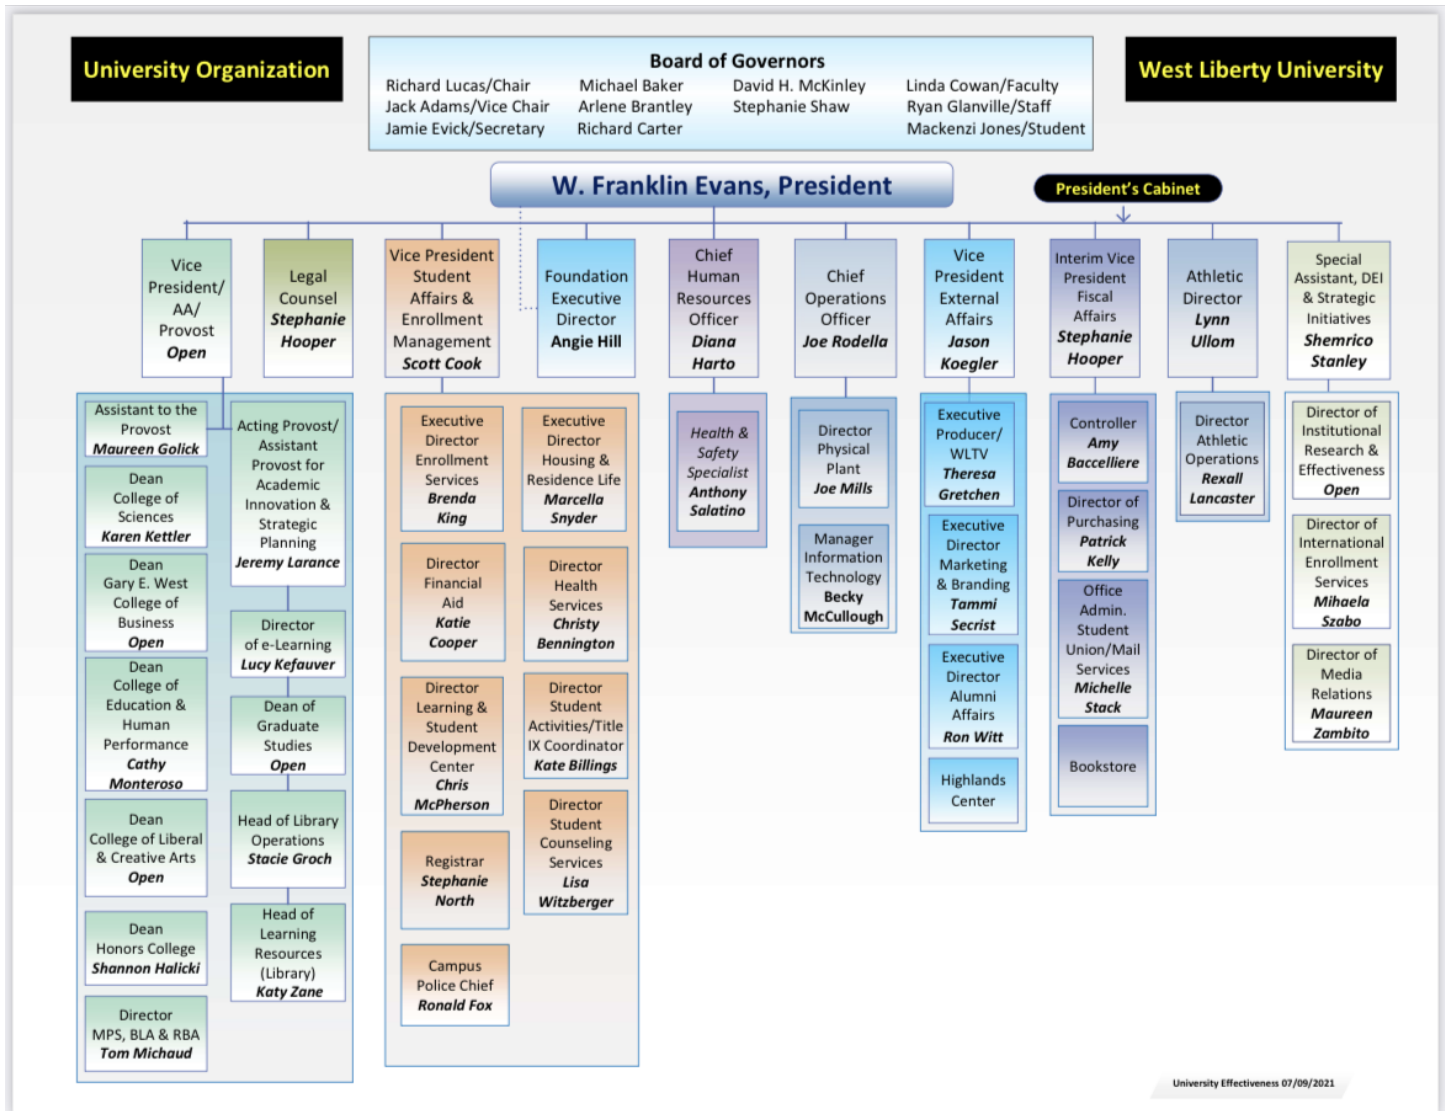 University Organization
Board of Governors
Richard Lucas/Chair
Jack Adams/Vice Chair
Jamie Evick/Secretary
Michael Baker
Arlene Brantley
Richard Carter
David H. McKinley
Stephanie Shaw
Linda Cowan/Faculty
Ryan Glanville/Staff
Mackenzi Jones/Student
West Liberty University
W. Franklin Evans, President
President's Cabinet
Vice
President/
AA/
Provost
Open
Legal
Counsel
Stephanie
Hooper
Vice President
Student
Affairs &
Enrollment
Management
Scott Cook
Foundation
Executive
Director
Angie Hill
Chief
Human
Resources
Officer
Diana
Harto
Chief
Operations
Officer
Joe Rodella
Vice
President
External
Affairs
Jason
Koegler
Interim Vice
President
Fiscal
Affairs
Stephanie
Hooper
Athletic
Director
Lynn
Ullom
Special
Assistant, DEI
& Strategic
Initiatives
Shemrico
Stanley
Assistant to the
Provost
Maureen Golick
Dean
College of
Sciences
Karen Kettler
Dean
Gary E. West
College of
Business
Open
Dean
College of
Education &
Human
Performance
Cathy
Monteroso
Dean
College of Liberal
& Creative Arts
Open
Dean
Honors College
Shannon Halicki
Director
MPS, BLA & RBA
Tom Michaud
Acting Provost/
Assistant
Provost for
Academic
Innovation &
Strategic
Planning
Jeremy Larance
Director
of e-Learning
Lucy Kefauver
Dean of
Graduate
Studies
Open
Head of Library
Operations
Stacie Groch
Head of
Learning
Resources
(Library)
Katy Zane
Executive
Director
Enrollment
Services
Brenda
King
Director
Financial
Aid
Katie
Cooper
Director
Learning &
Student
Development
Center
Chris
McPherson
Registrar
Stephanie
North
Campus
Police Chief
Ronald Fox
Executive
Director
Housing &
Residence Life
Marcella
Snyder
Director
Health
Services
Christy
Bennington
Director
Student
Activities/Title
IX Coordinator
Kate Billings
Director
Student
Counseling
Services
Lisa
Witzberger
Health &
Safety
Specialist
Anthony
Salatino
Director
Physical
Plant
Joe Mills
Manager
Information
Technology
Becky
McCullough
Executive
Producer/
WLTV
Theresa
Gretchen
Executive
Director
Marketing
& Branding
Tammi
Secrist
Executive
Director
Alumni
Affairs
Ron Witt
Highlands
Center
Controller
Amy
Baccelliere
Director of
Purchasing
Patrick
Kelly
Office
Admin.
Student
Union/Mail
Services
Michelle
Stack
Bookstore
Director
Athletic
Operations
Rexall
Lancaster
Director of
Institutional
Research &
Effectiveness
Open
Director of
International
Enrollment
Services
Mihaela
Szabo
Director of
Media
Relations
Maureen
Zambito
University Effectiveness 07/09/2021